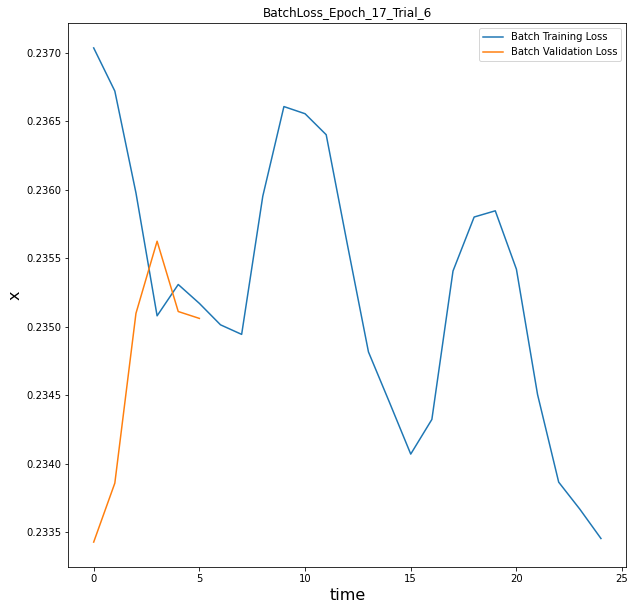 BatchLoss_Epoch_17_Trial_6
Batch Training Loss
Batch Validation Loss
0.2370
0.2365
0.2360
0.2355
0.2350
0.2345
0.2340
0.2335
x
0 5 10 15 20 25
time